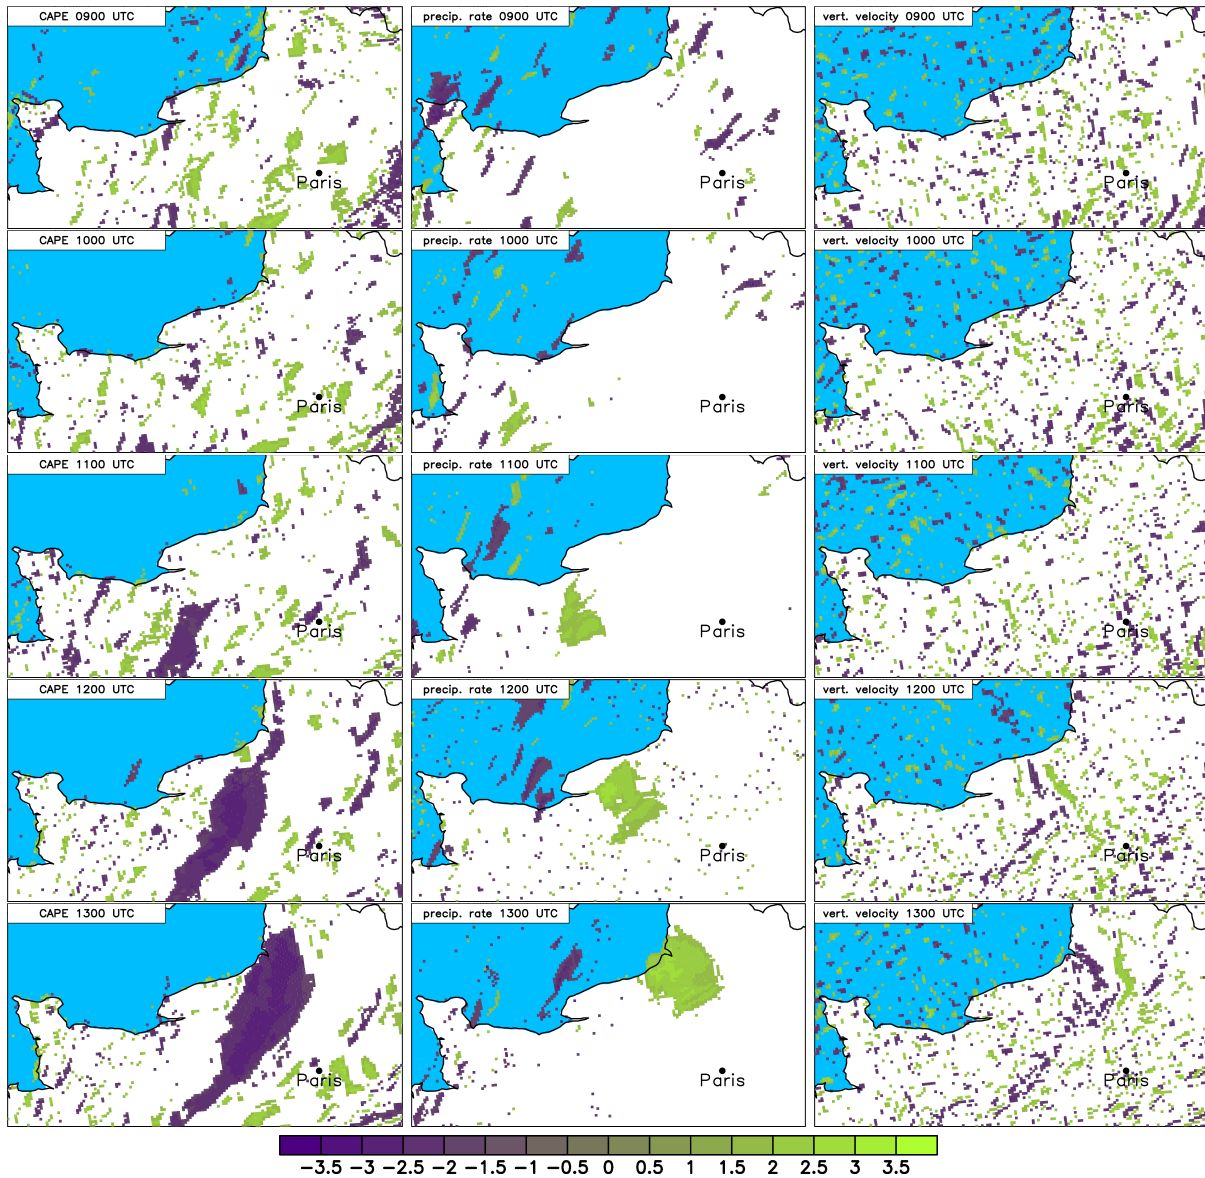 CAPE 0900 UTC precip. rate 0900 UTC vert. velocity 0900 UTC
Paris Paris Paris
CAPE 1000 UTC precip. rate 1000 UTC vert. velocity 1000 UTC
Paris Paris Paris
CAPE 1100 UTC precip. rate 1100 UTC vert. velocity 1100 UTC
Paris Paris Paris
CAPE 1200 UTC precip. rate 1200 UTC vert. velocity 1200 UTC
Paris Paris Paris
CAPE 1300 UTC precip. rate 1300 UTC vert. velocity 1300 UTC
Paris Paris Paris
−3.5 −3 −2.5 −2 −1.5 −1 −0.5 0 0.5 1 1.5 2 2.5 3 3.5